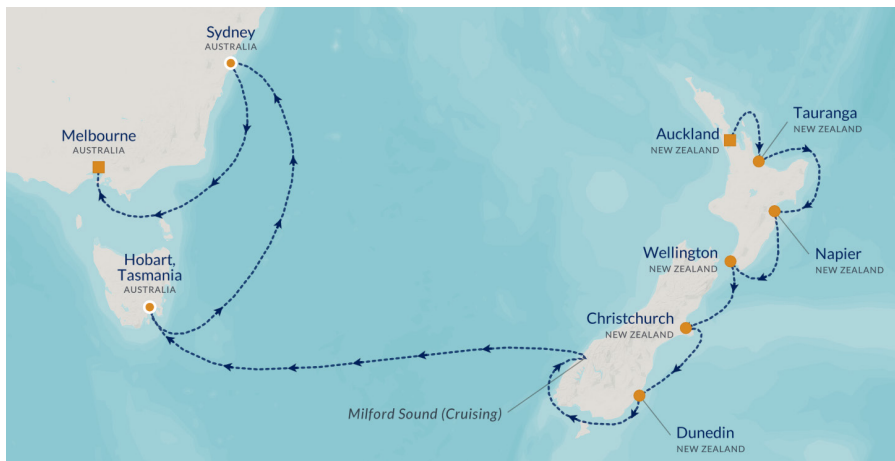 Sydney
AUSTRALIA
Melbourne
AUSTRALIA
Hobart,
Tasmania
AUSTRALIA
Auckland
NEW ZEALAND
Tauranga
NEW ZEALAND
Napier
NEW ZEALAND
Wellington
NEW ZEALAND
Christchurch
NEW ZEALAND
Milford Sound (Cruising)
Dunedin
NEW ZEALAND